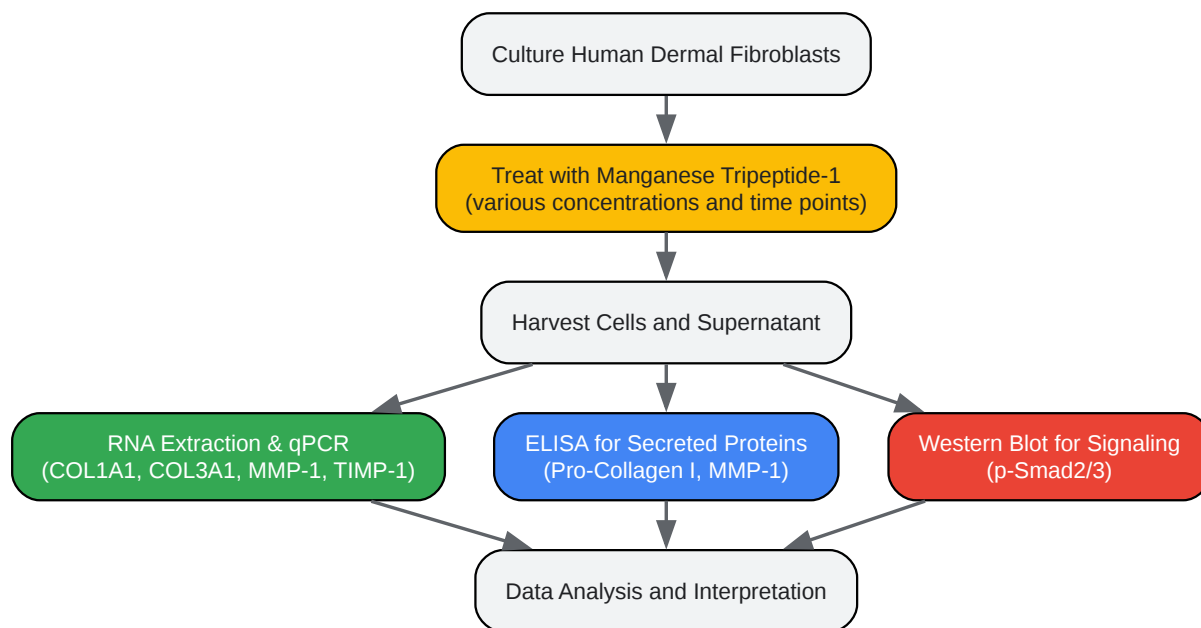 Culture Human Dermal Fibroblasts
Treat with Manganese Tripeptide-1
(various concentrations and time points)
Harvest Cells and Supernatant
RNA Extraction & qPCR
(COL1A1, COL3A1, MMP-1, TIMP-1)
ELISA for Secreted Proteins
(Pro-Collagen I, MMP-1)
Western Blot for Signaling
(p-Smad2/3)
Data Analysis and Interpretation